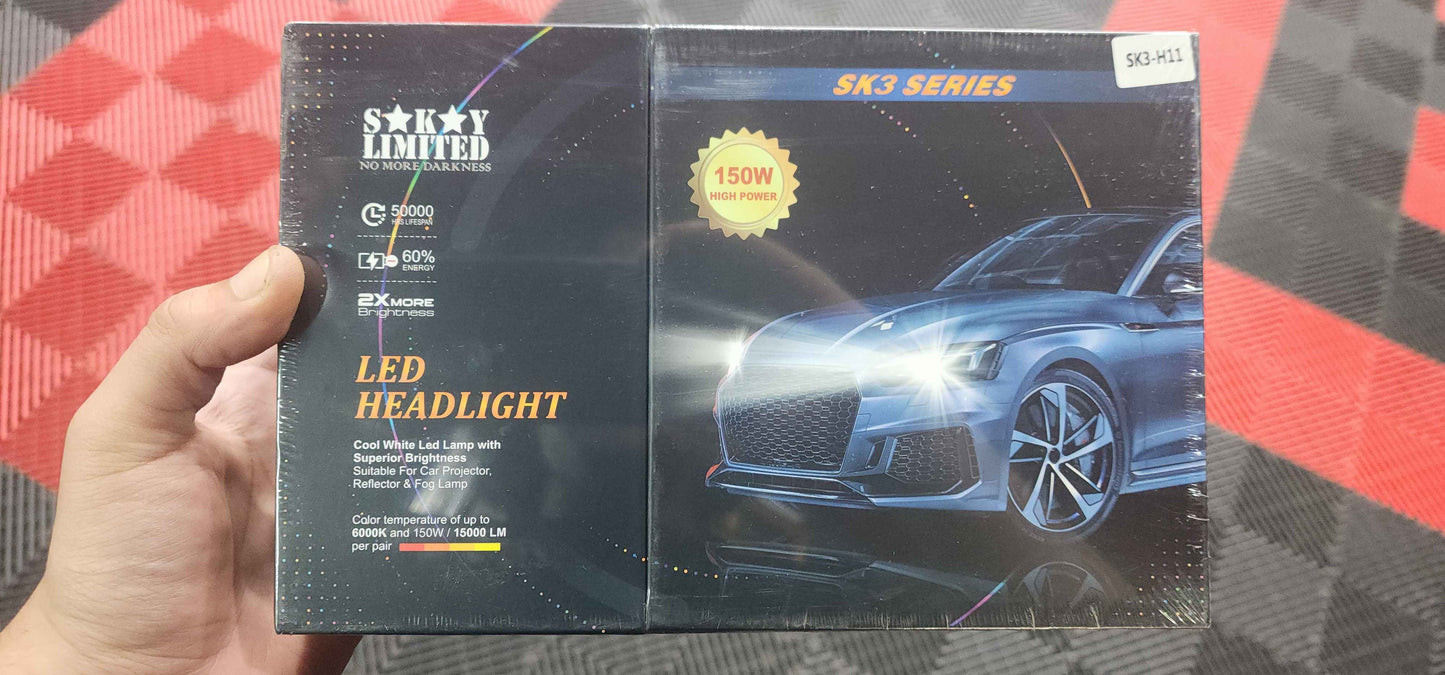 S★K★Y
LIMITED
NO MORE DARKNESS
50000
HRS LIFESPAN
60%
ENERGY
2X MORE
Brightness
LED
HEADLIGHT
Cool White Led Lamp with
Superior Brightness
Suitable For Car Projector,
Reflector & Fog Lamp
Color temperature of up to
6000K and 150W / 15000 LM
per pair
SK3 SERIES
SK3-H11
150W
HIGH POWER